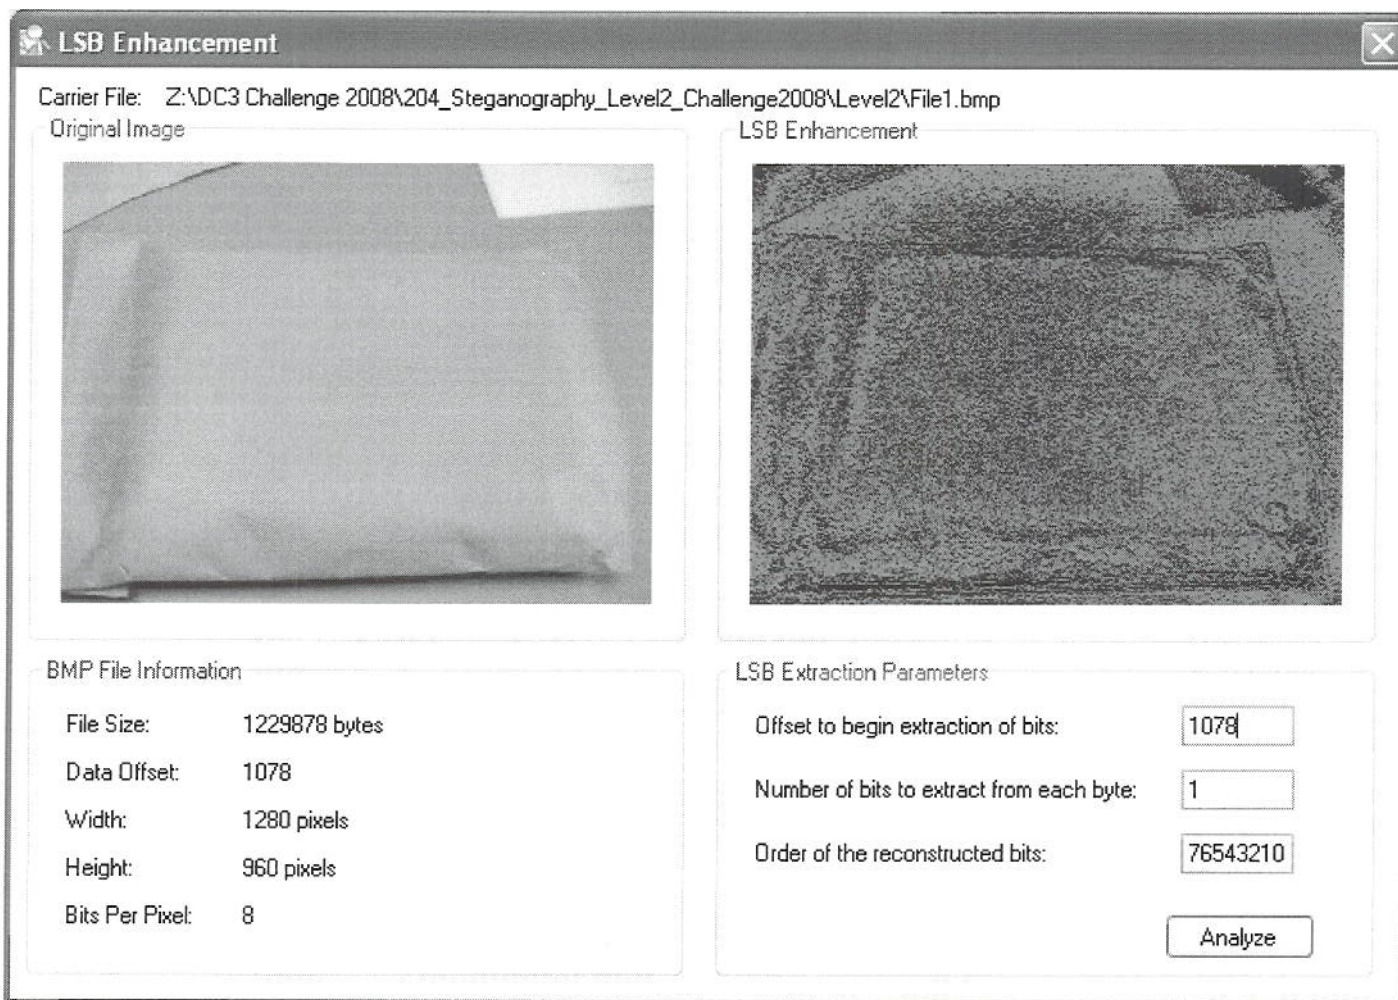 LSB Enhancement
Carrier File: Z:\DC3 Challenge 2008\204_Steganography_Level2_Challenge2008\Level2\File1.bmp
Original Image
LSB Enhancement
BMP File Information
File Size: 1229878 bytes
Data Offset: 1078
Width: 1280 pixels
Height: 960 pixels
Bits Per Pixel: 8
LSB Extraction Parameters
Offset to begin extraction of bits: 1078
Number of bits to extract from each byte: 1
Order of the reconstructed bits: 76543210
Analyze